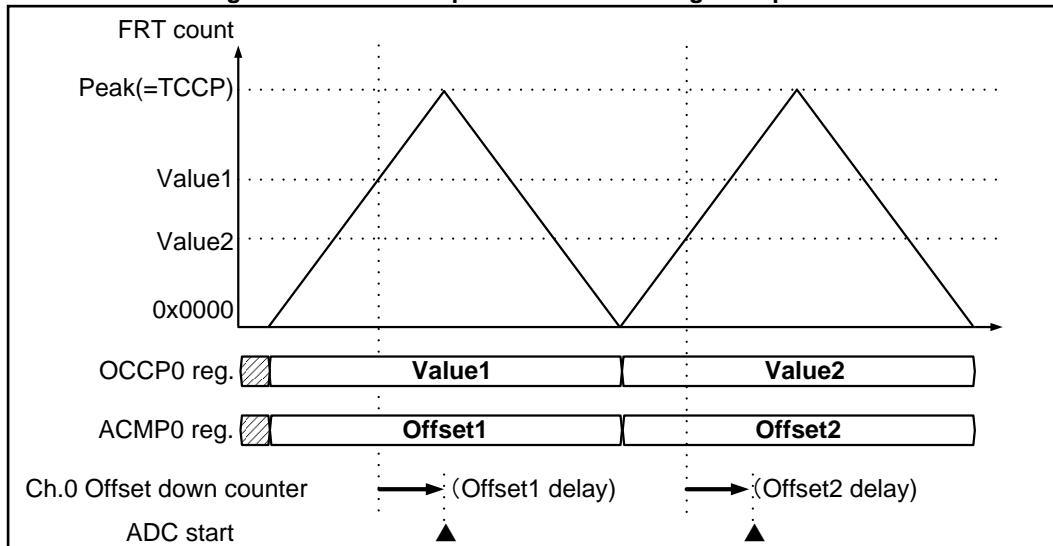 FRT count
Peak(=TCCP)
Value1
Value2
0x0000
OCCP0 reg. Value1 Value2
ACMP0 reg. Offset1 Offset2
Ch.0 Offset down counter (Offset1 delay) (Offset2 delay)
ADC start